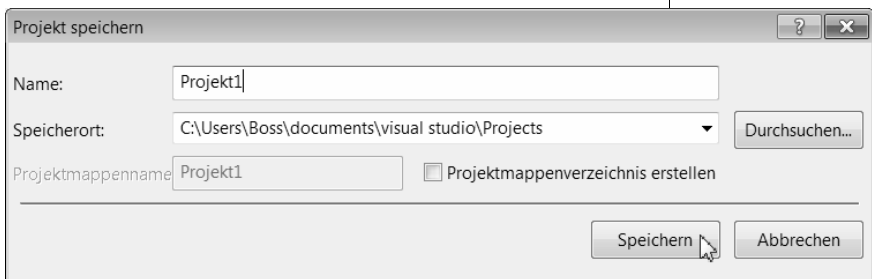 Projekt speichern
Name: Projekt1
Speicherort: C:\Users\Boss\documents\visual studio\Projects Durchsuchen...
Projektmappenname Projekt1 Projektmappenverzeichnis erstellen
Speichern Abbrechen